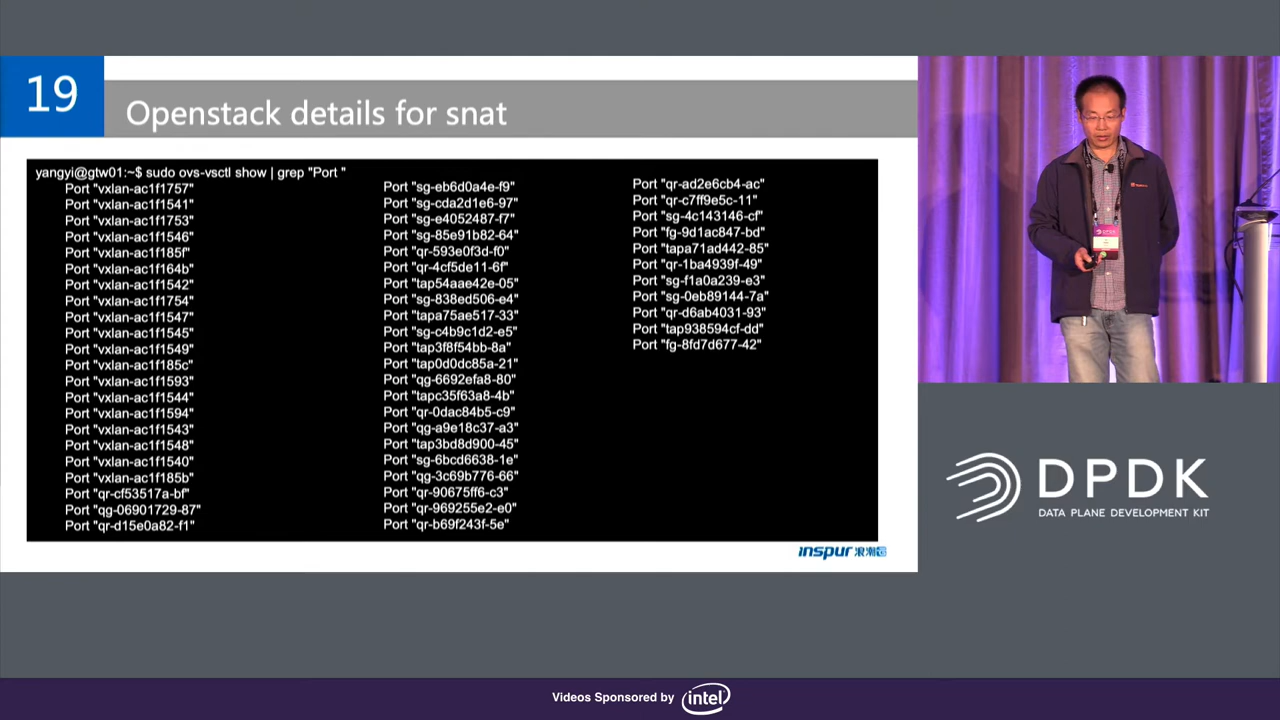 19
Openstack details for snat
yangyi@gtw01:~$ sudo ovs-vsctl show | grep "Port "
Port "vxlan-ac1f1757"
Port "vxlan-ac1f1541"
Port "vxlan-ac1f1753"
Port "vxlan-ac1f1546"
Port "vxlan-ac1f185f"
Port "vxlan-ac1f164b"
Port "vxlan-ac1f1542"
Port "vxlan-ac1f1754"
Port "vxlan-ac1f1547"
Port "vxlan-ac1f1545"
Port "vxlan-ac1f1549"
Port "vxlan-ac1f185c"
Port "vxlan-ac1f1593"
Port "vxlan-ac1f1544"
Port "vxlan-ac1f1594"
Port "vxlan-ac1f1543"
Port "vxlan-ac1f1548"
Port "vxlan-ac1f1540"
Port "vxlan-ac1f185b"
Port "qr-cf53517a-bf"
Port "qg-06901729-87"
Port "qr-d15e0a82-f1"
Port "sg-eb6d0a4e-f9"
Port "sg-cda2d1e6-97"
Port "sg-e4052487-f7"
Port "sg-85e91b82-64"
Port "qr-593e0f3d-f0"
Port "qr-4cf5de11-6f"
Port "tap54aae42e-05"
Port "sg-838ed506-e4"
Port "tapa75ae517-33"
Port "sg-c4b9c1d2-e5"
Port "tap3f8f54bb-8a"
Port "tap0d0dc85a-21"
Port "qg-6692efa8-80"
Port "tapc35f63a8-4b"
Port "qr-0dac84b5-c9"
Port "qg-a9e18c37-a3"
Port "tap3bd8d900-45"
Port "sg-6bcd6638-1e"
Port "qg-3c69b776-66"
Port "qr-90675ff6-c3"
Port "qr-969255e2-e0"
Port "qr-b69f243f-5e"
Port "qr-ad2e6cb4-ac"
Port "qr-c7ff9e5c-11"
Port "sg-4c143146-cf"
Port "fg-9d1ac847-bd"
Port "tapa71ad442-85"
Port "qr-1ba4939f-49"
Port "sg-f1a0a239-e3"
Port "sg-0eb89144-7a"
Port "qr-d6ab4031-93"
Port "tap938594cf-dd"
Port "fg-8fd7d677-42"
inspur 浪潮
DPDK
DATA PLANE DEVELOPMENT KIT
Videos Sponsored by intel